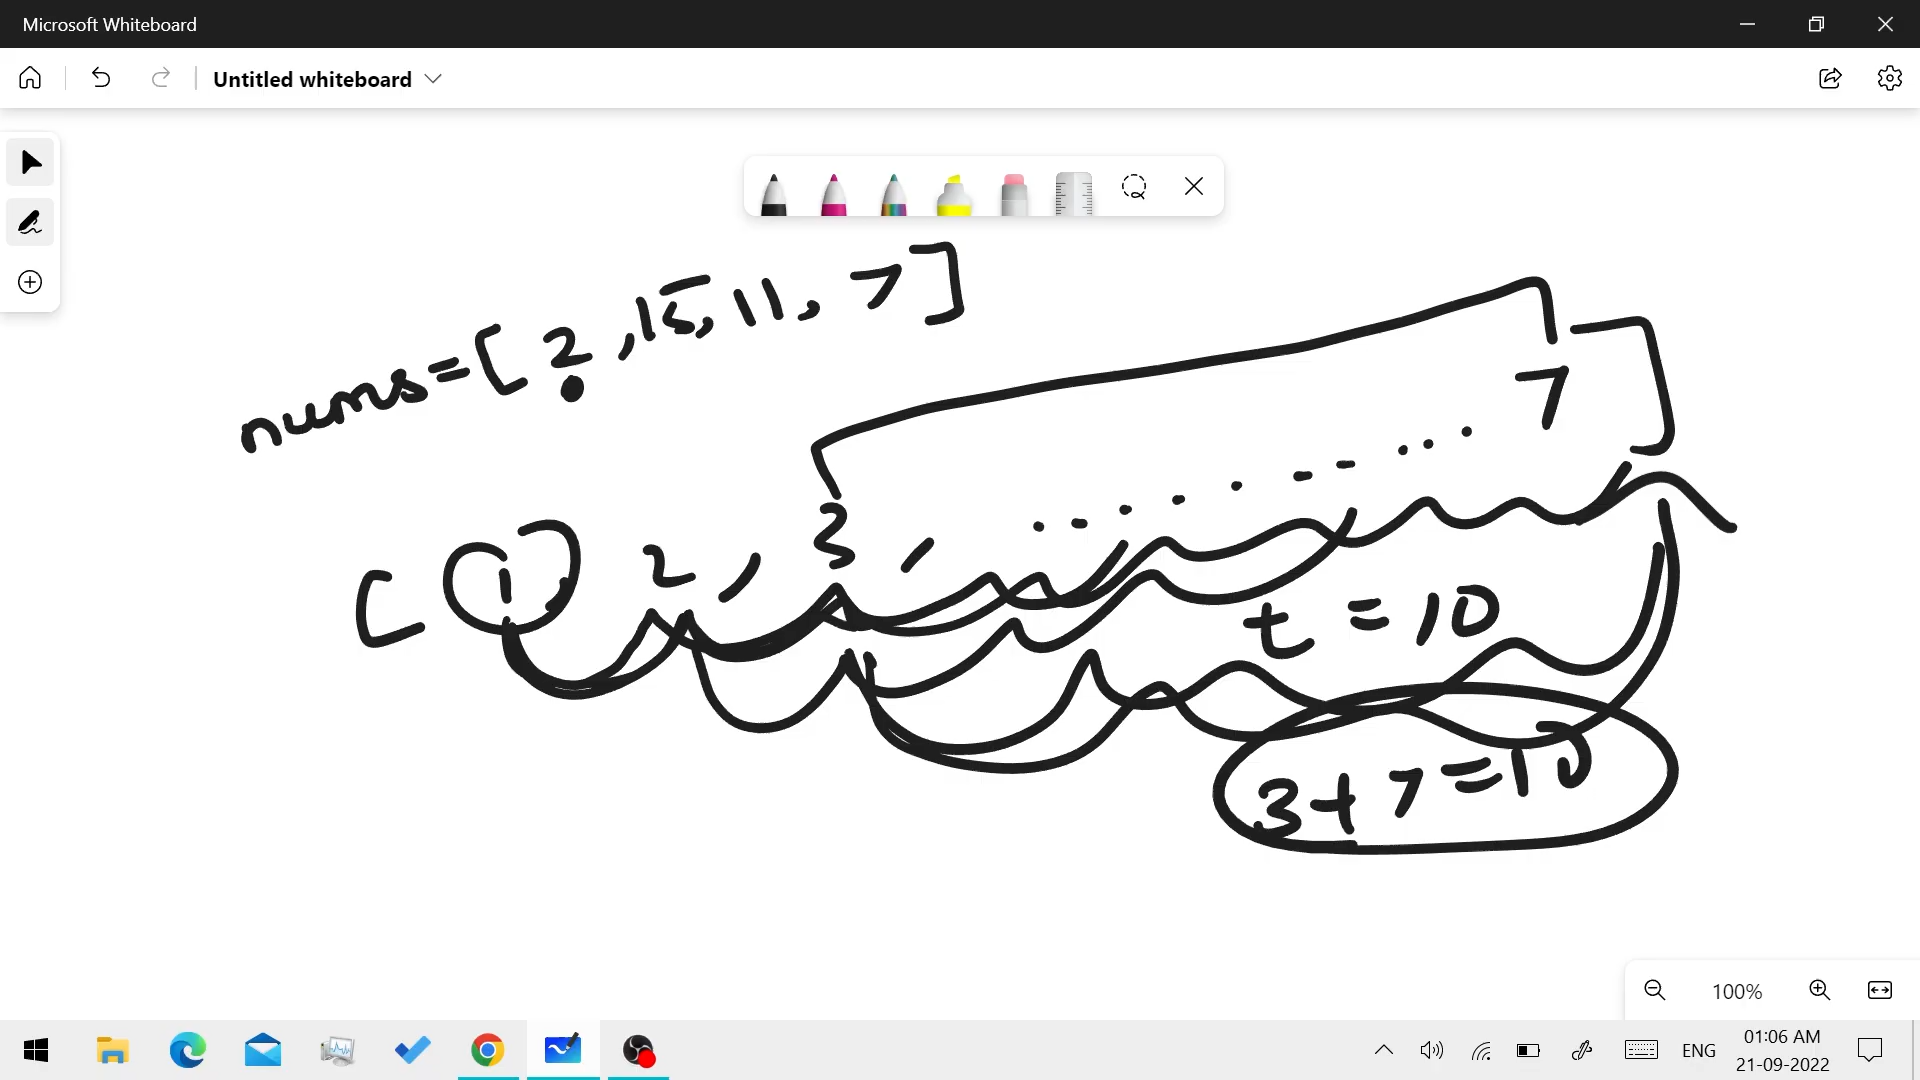 Microsoft Whiteboard
Untitled whiteboard
nums=[2,15,11,7]
[1, 2, 3, ............ 7]
t = 10
3+7=10
100%
ENG
01:06 AM
21-09-2022